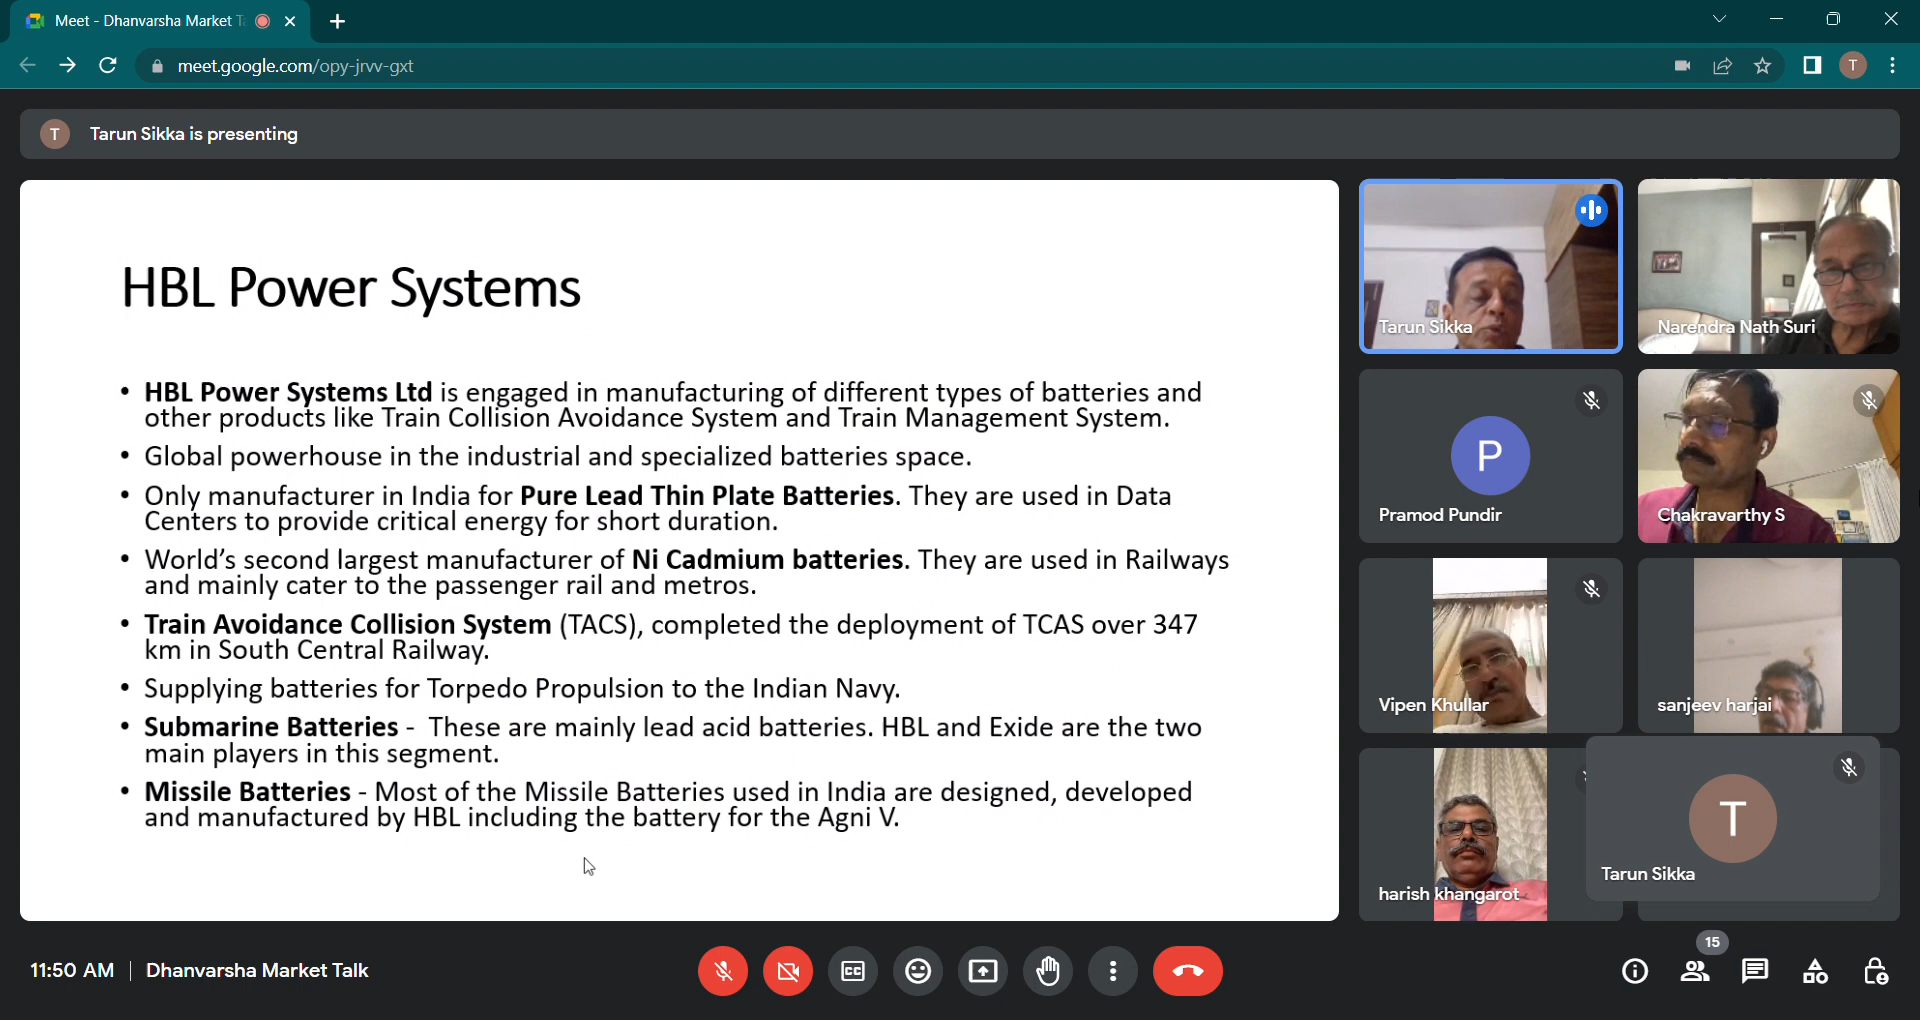 Meet - Dhanvarsha Market T
meet.google.com/opy-jrvv-gxt
T
T
Tarun Sikka is presenting
HBL Power Systems
• HBL Power Systems Ltd is engaged in manufacturing of different types of batteries and
other products like Train Collision Avoidance System and Train Management System.
• Global powerhouse in the industrial and specialized batteries space.
• Only manufacturer in India for Pure Lead Thin Plate Batteries. They are used in Data
Centers to provide critical energy for short duration.
• World’s second largest manufacturer of Ni Cadmium batteries. They are used in Railways
and mainly cater to the passenger rail and metros.
• Train Avoidance Collision System (TACS), completed the deployment of TCAS over 347
km in South Central Railway.
• Supplying batteries for Torpedo Propulsion to the Indian Navy.
• Submarine Batteries - These are mainly lead acid batteries. HBL and Exide are the two
main players in this segment.
• Missile Batteries - Most of the Missile Batteries used in India are designed, developed
and manufactured by HBL including the battery for the Agni V.
Tarun Sikka
Narendra Nath Suri
P
Pramod Pundir
Chakravarthy S
Vipen Khullar
sanjeev harjai
harish khangarot
T
Tarun Sikka
11:50 AM | Dhanvarsha Market Talk
CC
15